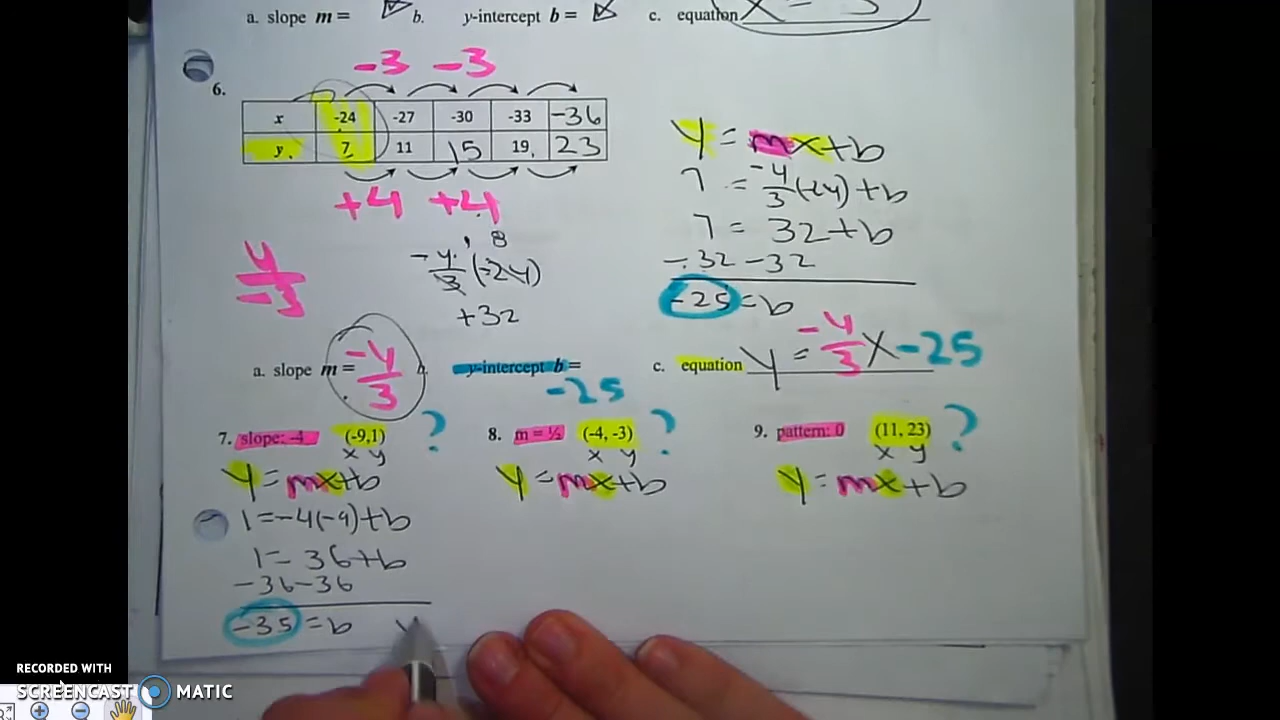 a. slope m = b. y-intercept b = c. equation
-3 -3
6.
x -24 -27 -30 -33 -36
y 7 11 15 19 23
+4 +4
4
-3
8
-4/3 (-24)
+32
y = mx+b
7 = -4/3 (-24) + b
7 = 32 + b
-32 -32
-25 = b
a. slope m = -4/3 b. y-intercept b = -25 c. equation y = -4/3 x -25
7. slope: -4 (-9,1) ? 8. m = ½ (-4, -3) ? 9. pattern: 0 (11, 23) ?
x y x y x y
y = mx+b y = mx+b y = mx+b
1 = -4(-9)+b
1 = 36+b
-36 -36
-35 = b
RECORDED WITH
SCREENCAST MATIC